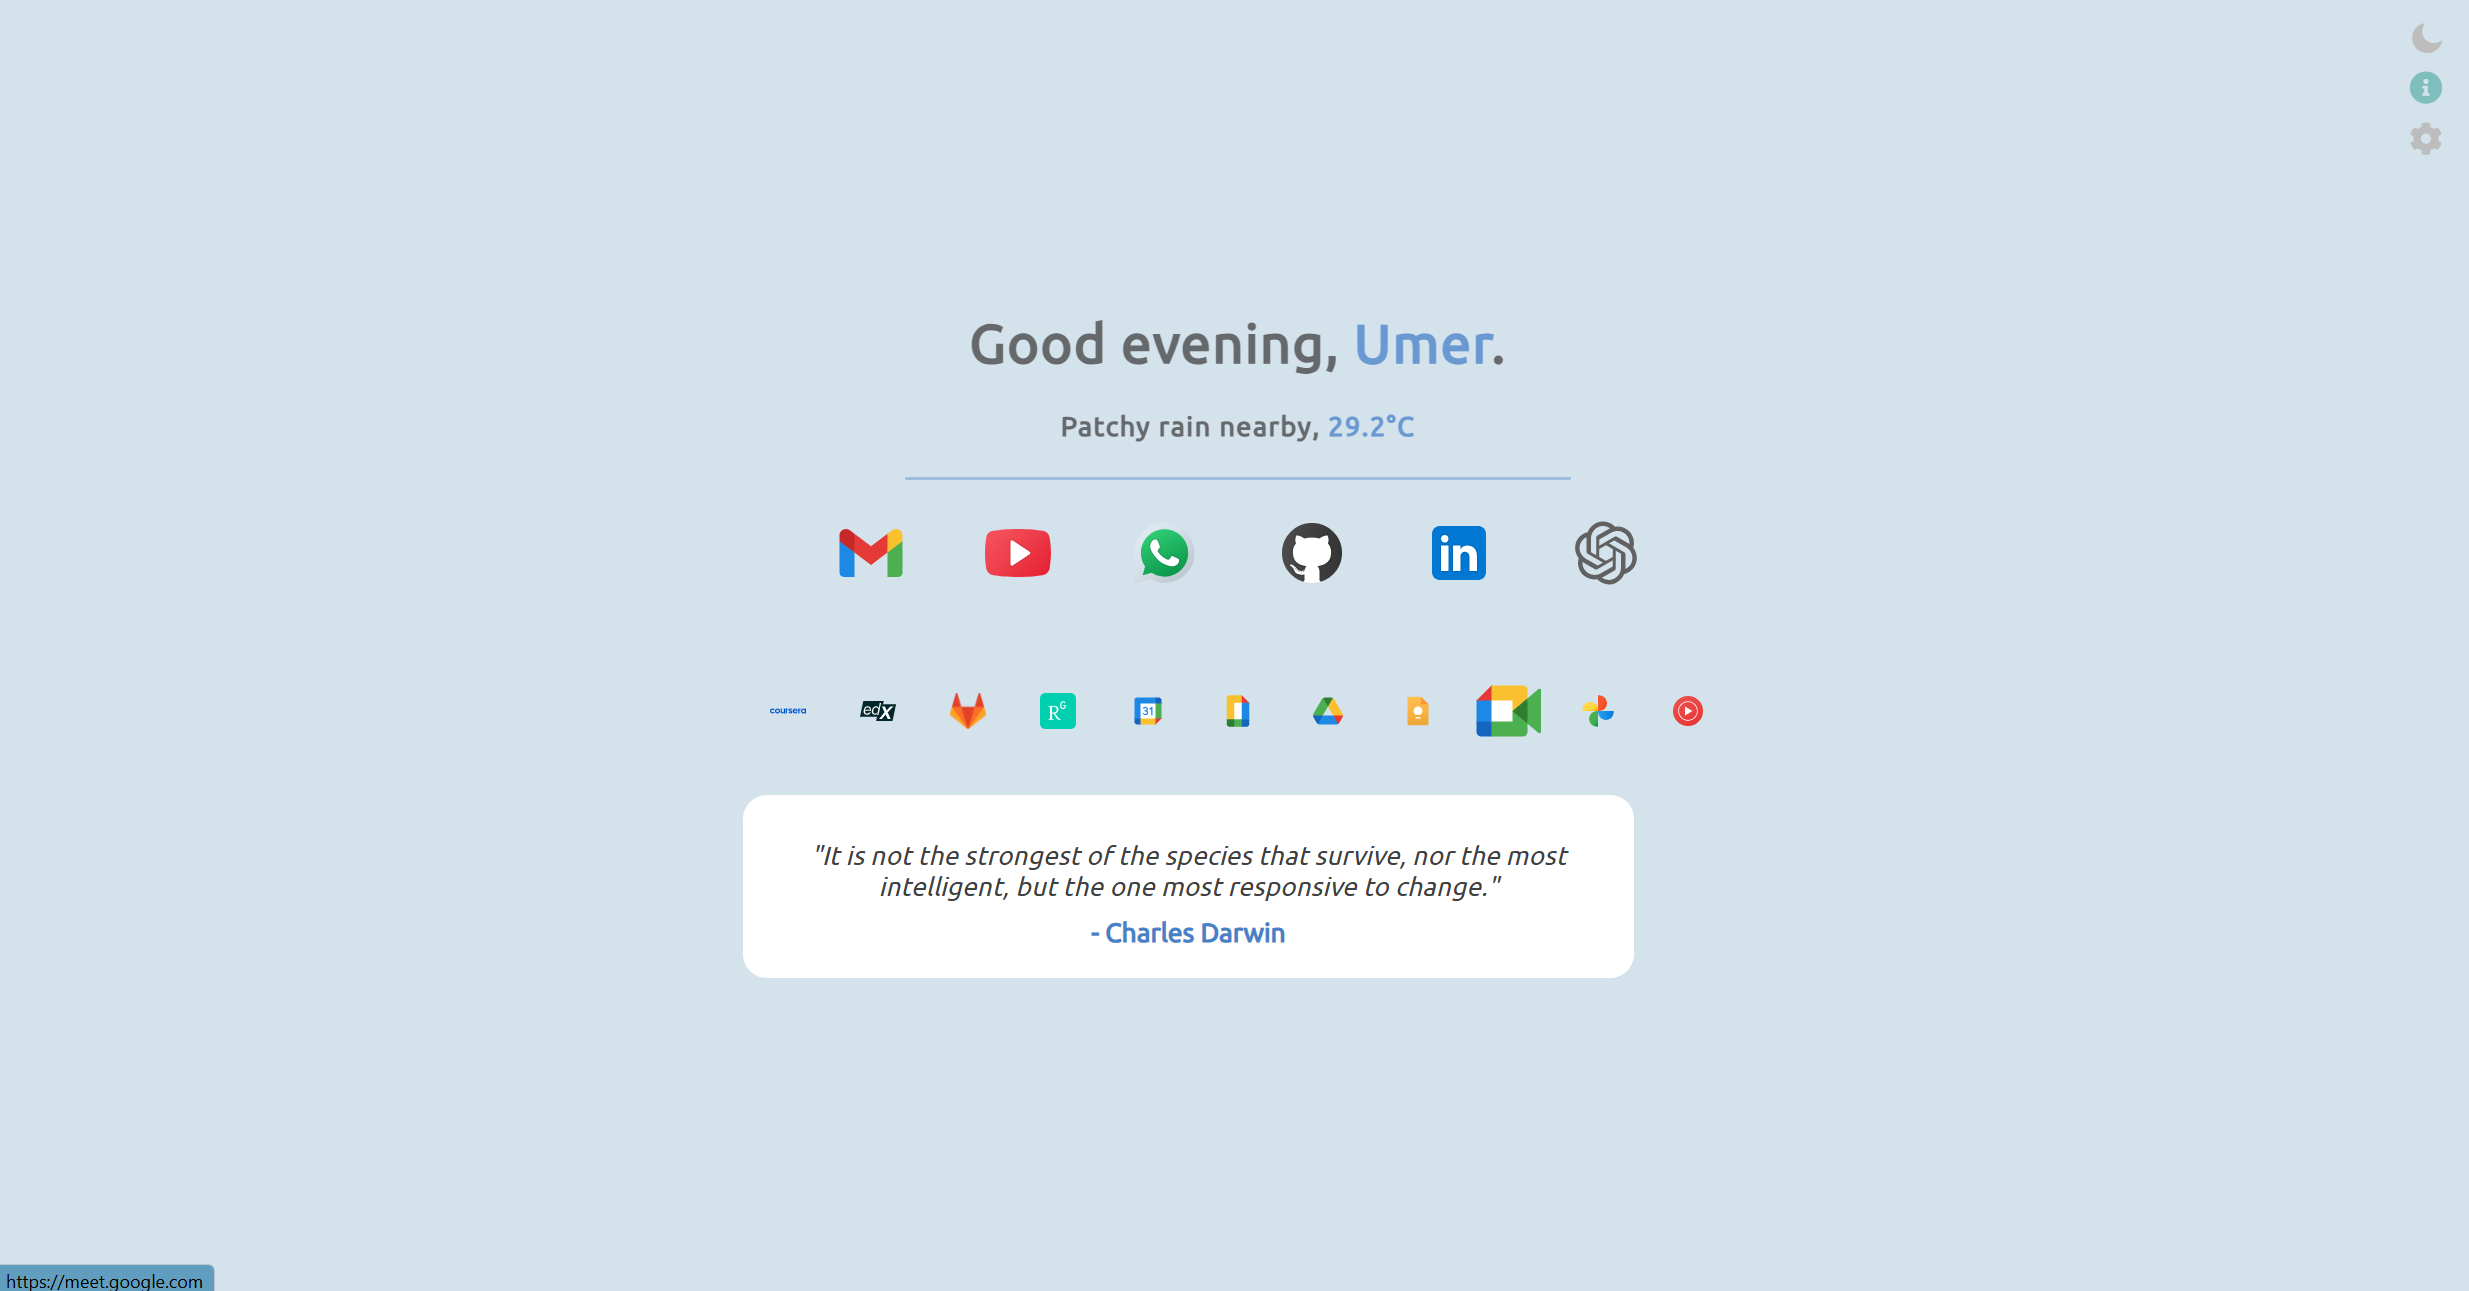 Good evening, Umer.
Patchy rain nearby, 29.2°C
in
coursera
edX
RG
31
"It is not the strongest of the species that survive, nor the most
intelligent, but the one most responsive to change."
- Charles Darwin
https://meet.google.com